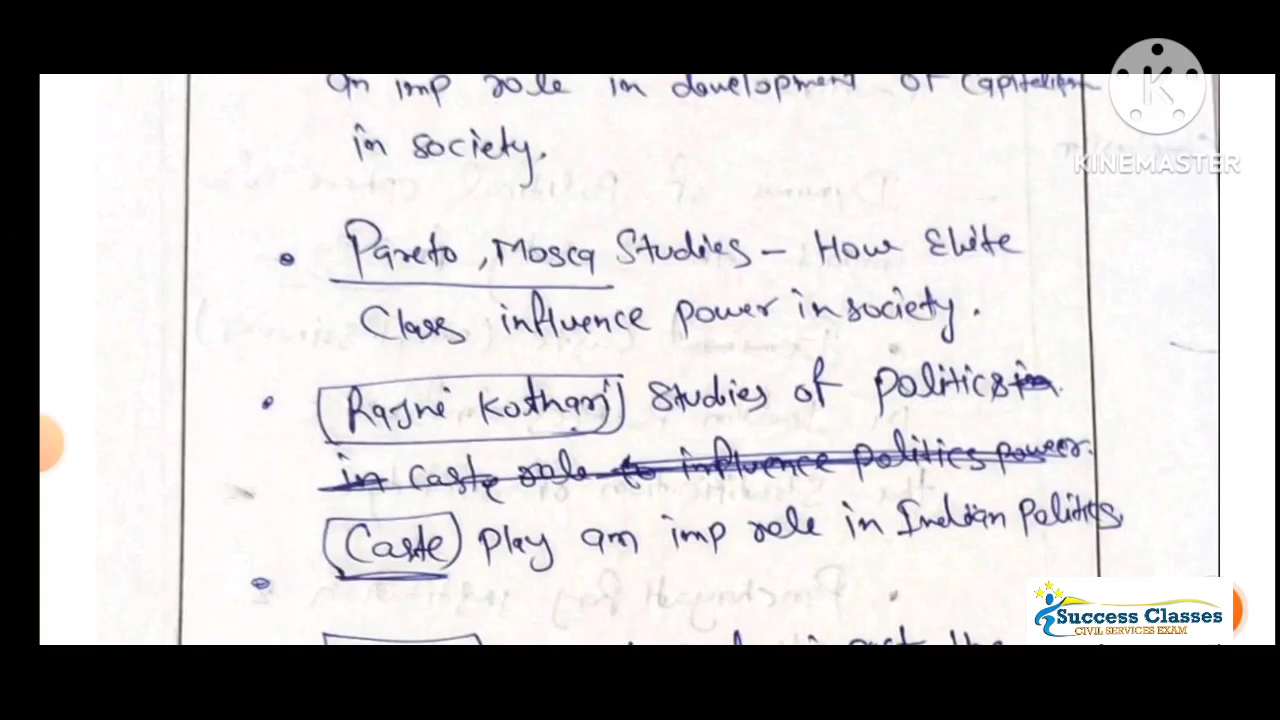 an imp role in development of capitalism
in society.
KINEMASTER
• Pareto, Mosca Studies – How Elite
Class influence power in society.
• Rajni Kothari studies of politics in
in caste role to influence politics power.
Caste play an imp role in Indian Politics.
Success Classes
CIVIL SERVICES EXAM